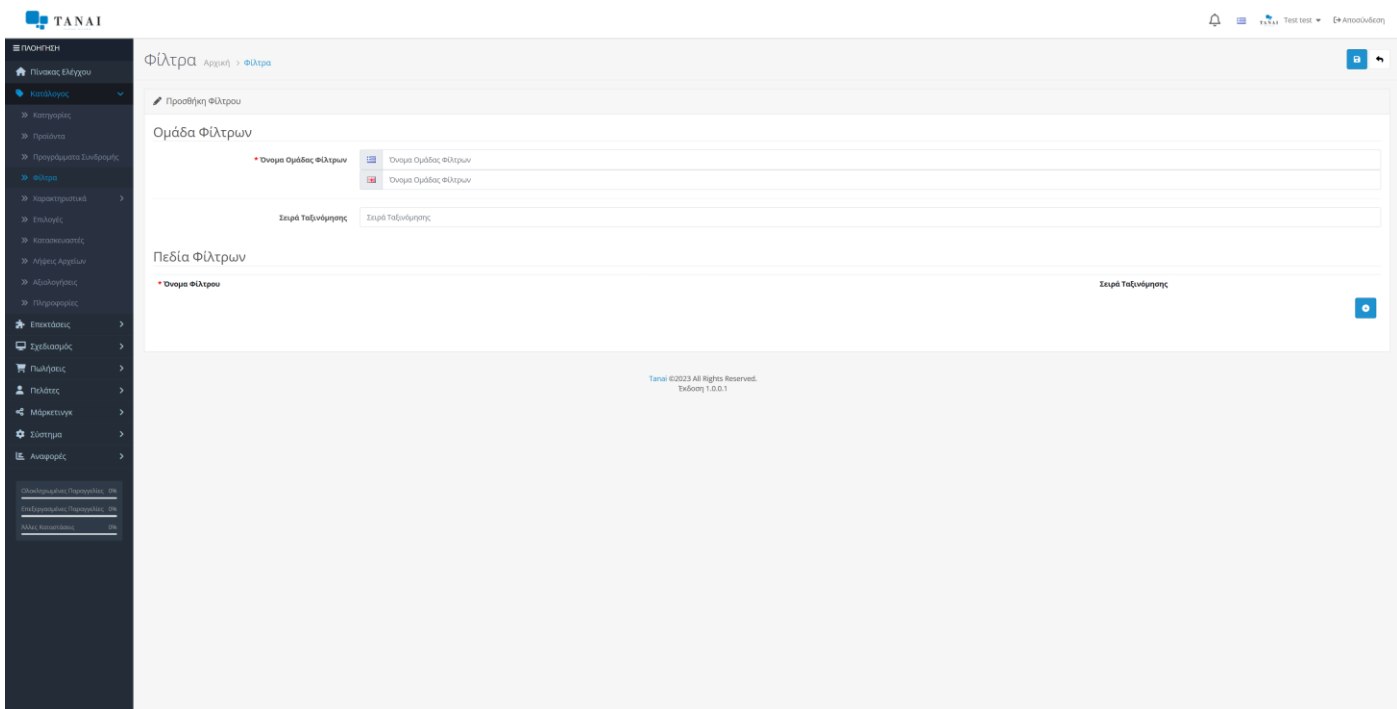 TANAI
TANAI Test test Αποσύνδεση
ΠΛΟΗΓΗΣΗ
Πίνακας Ελέγχου
Κατάλογος
Κατηγορίες
Προϊόντα
Προγράμματα Συνδρομής
Φίλτρα
Χαρακτηριστικά
Επιλογές
Κατασκευαστές
Λήψεις Αρχείων
Αξιολογήσεις
Πληροφορίες
Επεκτάσεις
Σχεδιασμός
Πωλήσεις
Πελάτες
Μάρκετινγκ
Σύστημα
Αναφορές
Ολοκληρωμένες Παραγγελίες 0%
Επεξεργασμένες Παραγγελίες 0%
Άλλες Καταστάσεις 0%
Φίλτρα Αρχική > Φίλτρα
Προσθήκη Φίλτρου
Ομάδα Φίλτρων
* Όνομα Ομάδας Φίλτρων Όνομα Ομάδας Φίλτρων
Όνομα Ομάδας Φίλτρων
Σειρά Ταξινόμησης Σειρά Ταξινόμησης
Πεδία Φίλτρων
* Όνομα Φίλτρου Σειρά Ταξινόμησης
Tanai ©2023 All Rights Reserved.
Έκδοση 1.0.0.1